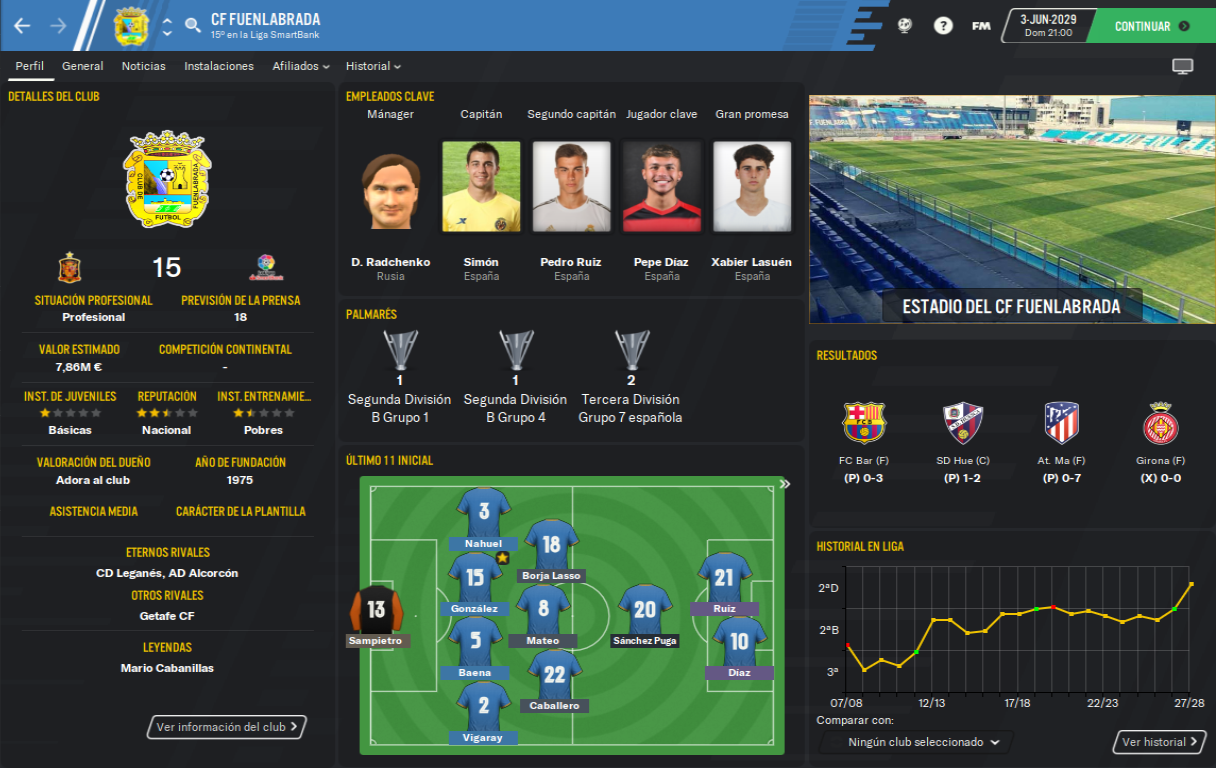 CF FUENLABRADA
15º en la Liga SmartBank
3-JUN-2029
Dom 21:00
CONTINUAR
FM
?
Perfil
General
Noticias
Instalaciones
Afiliados
Historial
DETALLES DEL CLUB
CLUB DE
FUENLABRADA
FUTBOL
15
SITUACIÓN PROFESIONAL
Profesional
PREVISIÓN DE LA PRENSA
18
VALOR ESTIMADO
7,86M €
COMPETICIÓN CONTINENTAL
-
INST. DE JUVENILES
Básicas
REPUTACIÓN
Nacional
INST. ENTRENAMIE...
Pobres
VALORACIÓN DEL DUEÑO
Adora al club
AÑO DE FUNDACIÓN
1975
ASISTENCIA MEDIA
CARÁCTER DE LA PLANTILLA
ETERNOS RIVALES
CD Leganés, AD Alcorcón
OTROS RIVALES
Getafe CF
LEYENDAS
Mario Cabanillas
Ver información del club
EMPLEADOS CLAVE
Mánager
Capitán
Segundo capitán
Jugador clave
Gran promesa
D. Radchenko
Rusia
Simón
España
Pedro Ruiz
España
Pepe Díaz
España
Xabier Lasuén
España
PALMARÉS
1
Segunda División
B Grupo 1
1
Segunda División
B Grupo 4
2
Tercera División
Grupo 7 española
ÚLTIMO 11 INICIAL
3
Nahuel
18
Borja Lasso
15
González
21
Ruiz
13
Sampietro
8
Mateo
20
Sánchez Puga
5
Baena
10
Díaz
22
Caballero
2
Vigaray
ESTADIO DEL CF FUENLABRADA
RESULTADOS
FC Bar (F)
(P) 0-3
SD Hue (C)
(P) 1-2
At. Ma (F)
(P) 0-7
Girona (F)
(X) 0-0
HISTORIAL EN LIGA
2ªD
2ªB
3ª
07/08
12/13
17/18
22/23
27/28
Comparar con:
Ningún club seleccionado
Ver historial